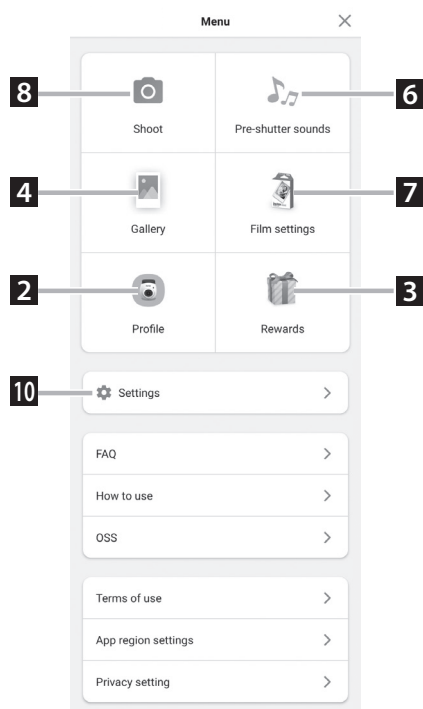 Menu
8
6
Shoot
Pre-shutter sounds
4
7
Gallery
Film settings
2
3
Profile
Rewards
10
Settings
FAQ
How to use
OSS
Terms of use
App region settings
Privacy setting